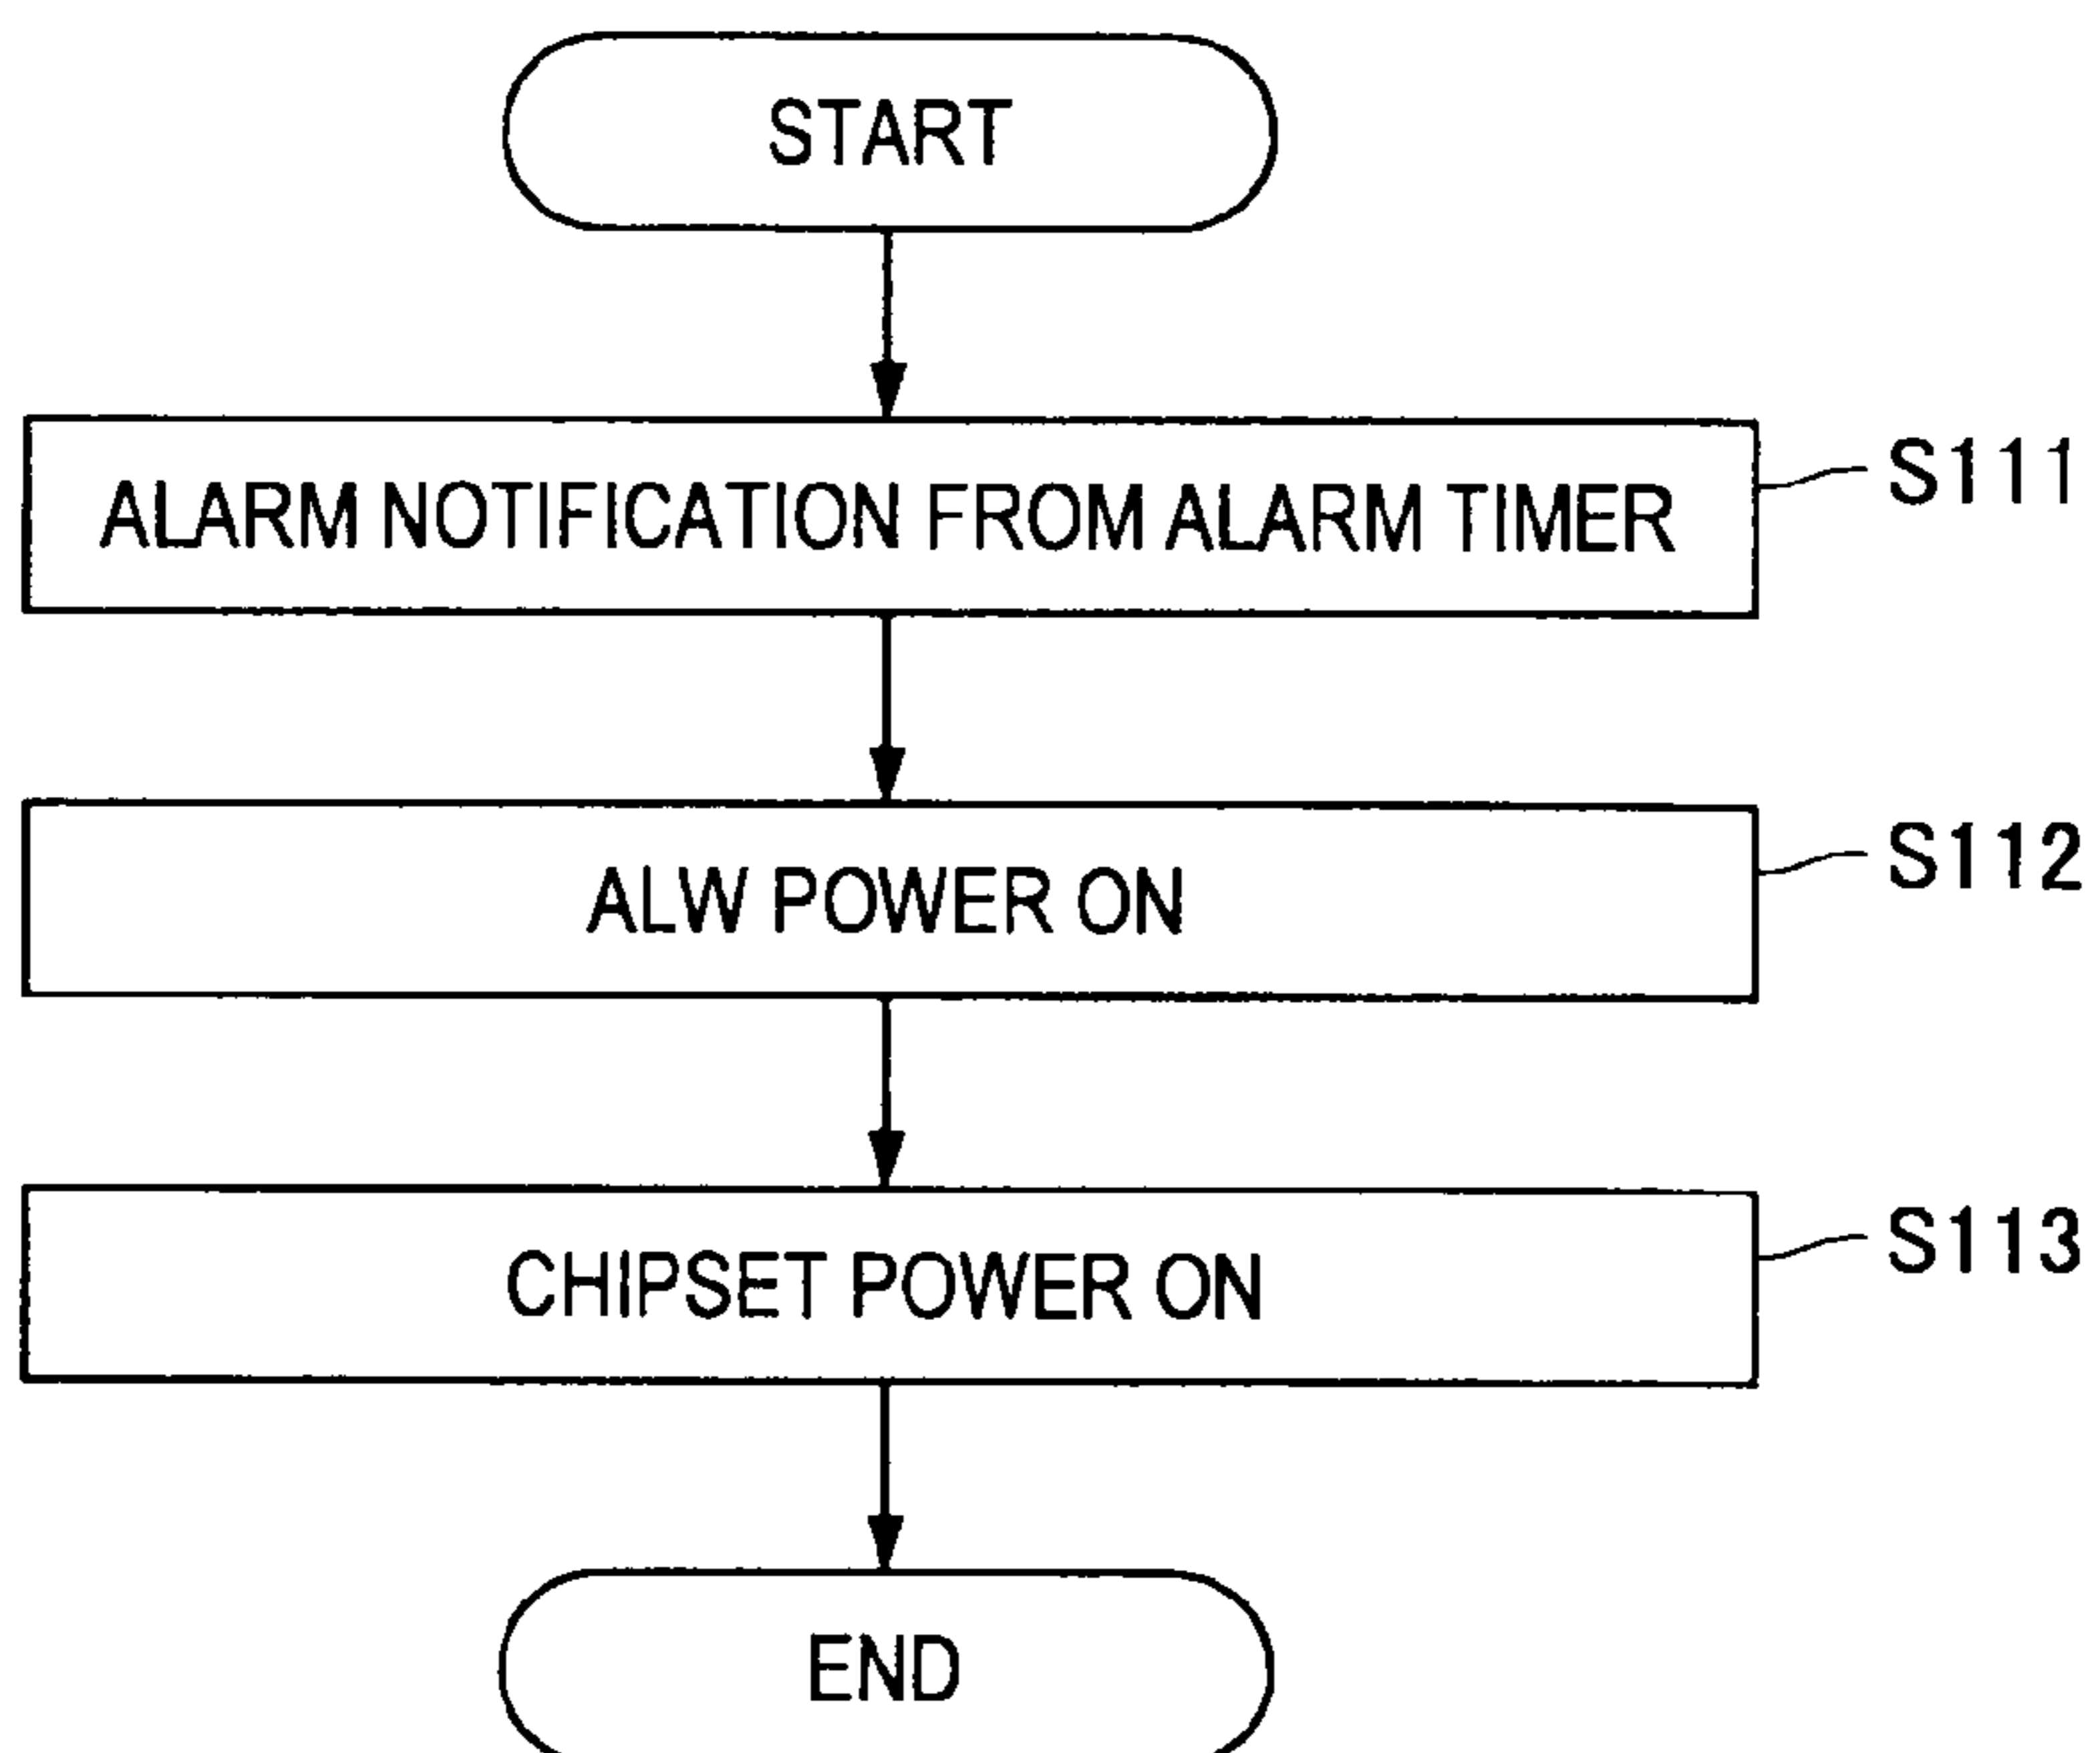 START
ALARM NOTIFICATION FROM ALARM TIMER
S111
ALW POWER ON
S112
CHIPSET POWER ON
S113
END